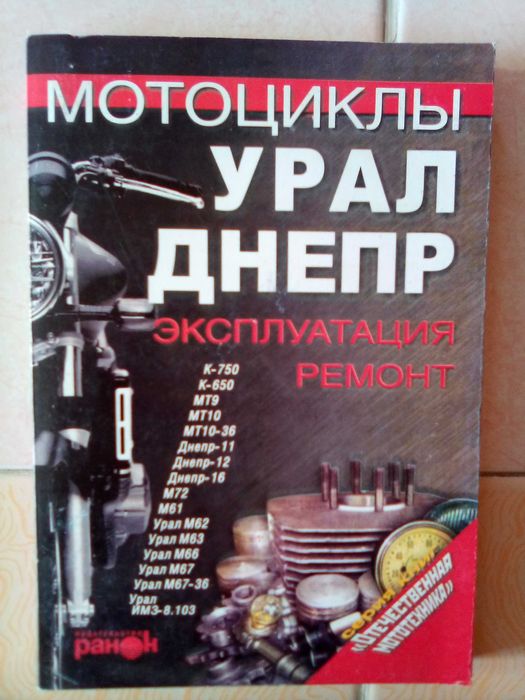 МОТОЦИКЛЫ
УРАЛ
ДНЕПР
ЭКСПЛУАТАЦИЯ
РЕМОНТ
К-750
К-650
МТ9
МТ10
МТ10-36
Днепр-11
Днепр-12
Днепр-16
М72
М61
Урал М62
Урал М63
Урал М66
Урал М67
Урал М67-36
Урал
ИМЗ-8.103
издательство
ранок
серия книг
«ОТЕЧЕСТВЕННАЯ
МОТОТЕХНИКА»